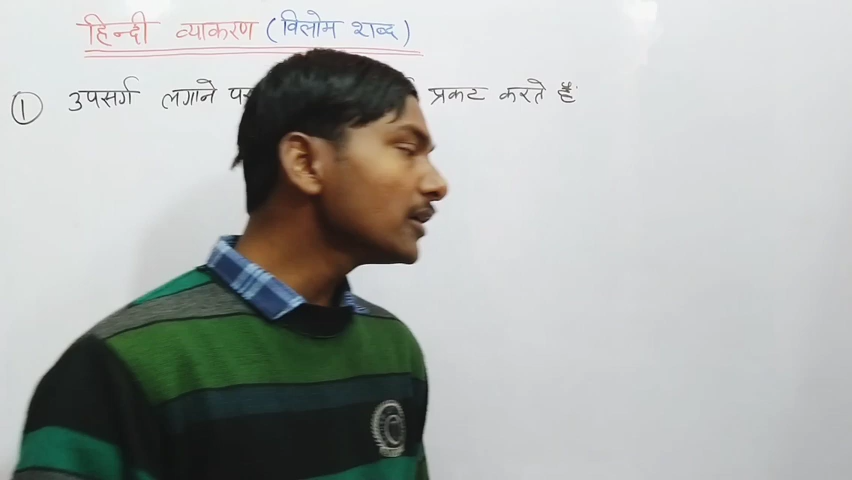 हिन्दी व्याकरण (विलोम शब्द)
① उपसर्ग लगाने प्रकट करते हैं